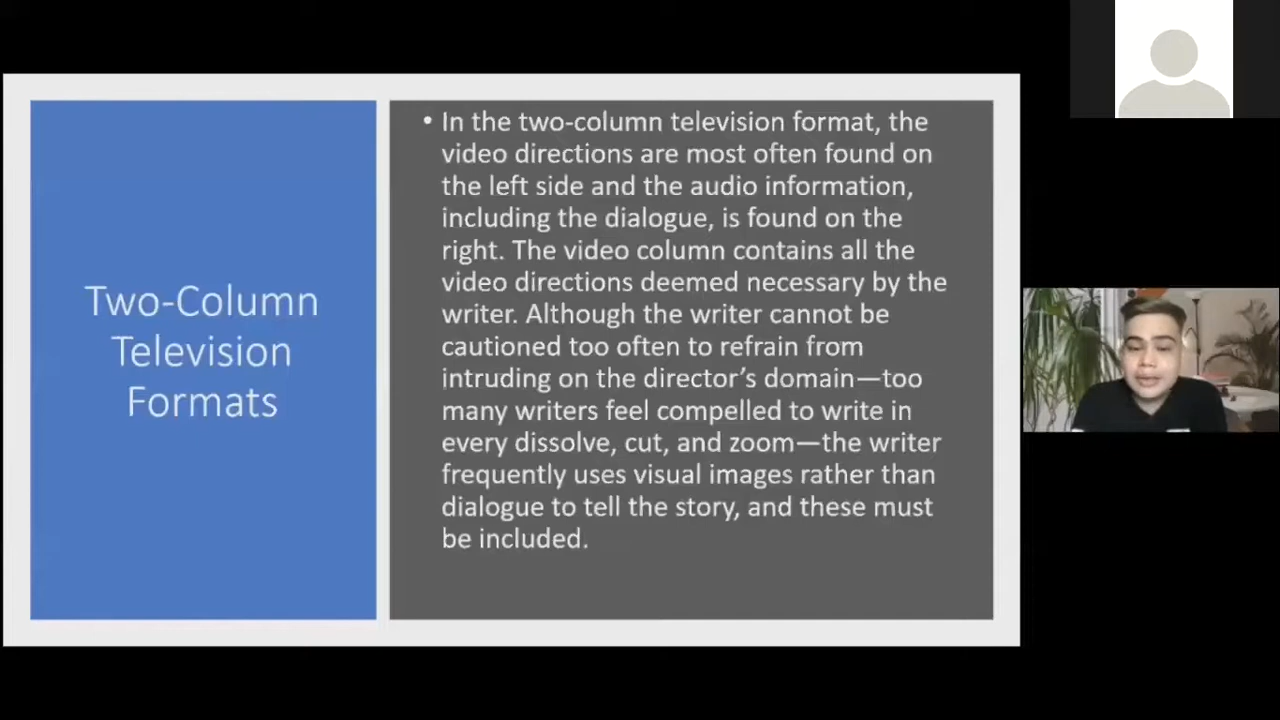 Two-Column
Television
Formats
• In the two-column television format, the
video directions are most often found on
the left side and the audio information,
including the dialogue, is found on the
right. The video column contains all the
video directions deemed necessary by the
writer. Although the writer cannot be
cautioned too often to refrain from
intruding on the director’s domain—too
many writers feel compelled to write in
every dissolve, cut, and zoom—the writer
frequently uses visual images rather than
dialogue to tell the story, and these must
be included.